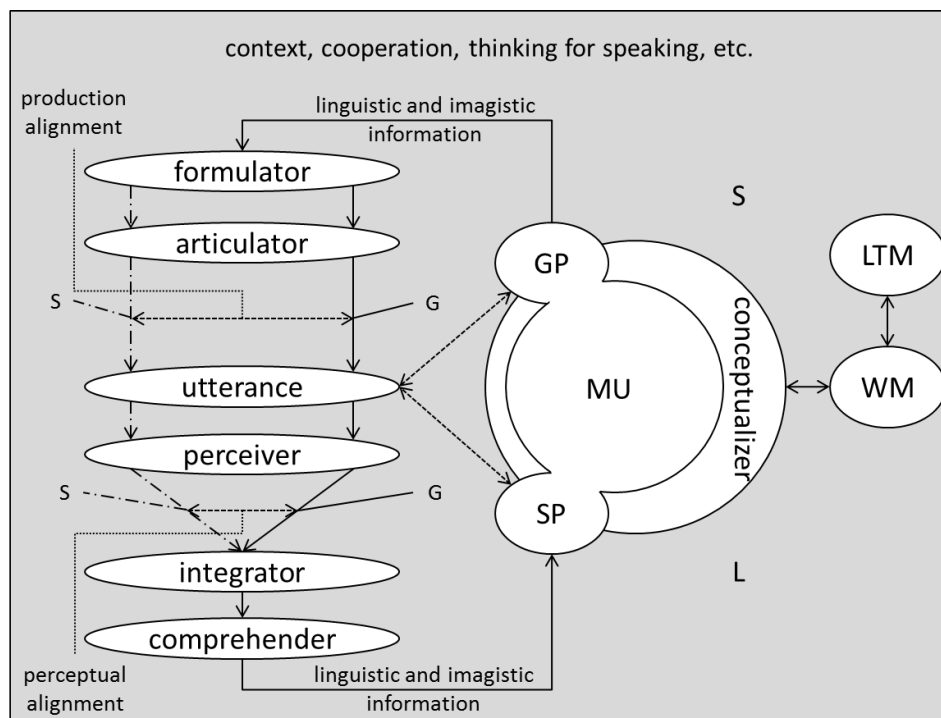 context, cooperation, thinking for speaking, etc.
production
alignment
linguistic and imagistic
information
formulator
S
articulator
GP
LTM
S
G
conceptualizer
utterance
MU
WM
perceiver
S
G
SP
integrator
L
comprehender
perceptual
alignment
linguistic and imagistic
information